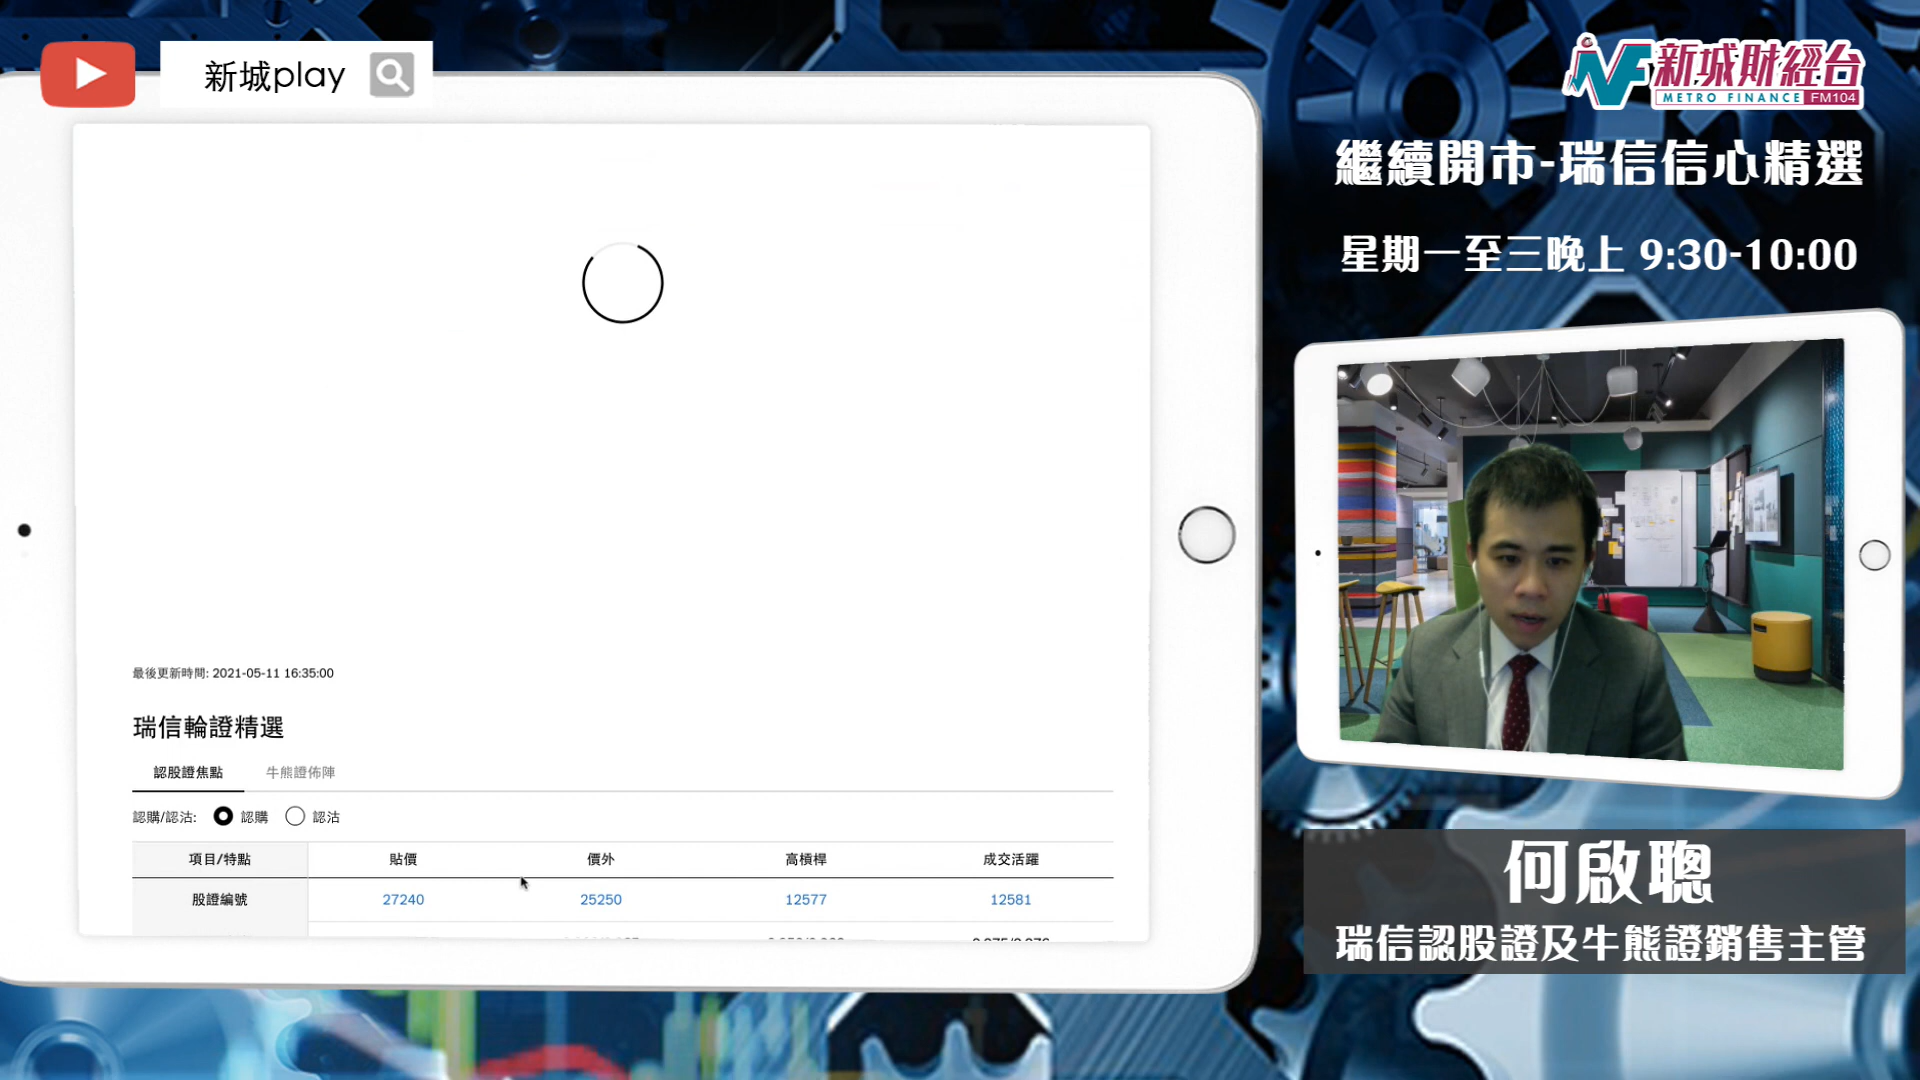 新城play
新城財經台
METRO FINANCE FM104
繼續開市-瑞信信心精選
星期一至三晚上 9:30-10:00
最後更新時間: 2021-05-11 16:35:00
瑞信輪證精選
認股證焦點 牛熊證佈陣
認購/認沽: 認購 認沽
項目/特點 貼價 價外 高槓桿 成交活躍
股證編號 27240 25250 12577 12581
何啟聰
瑞信認股證及牛熊證銷售主管